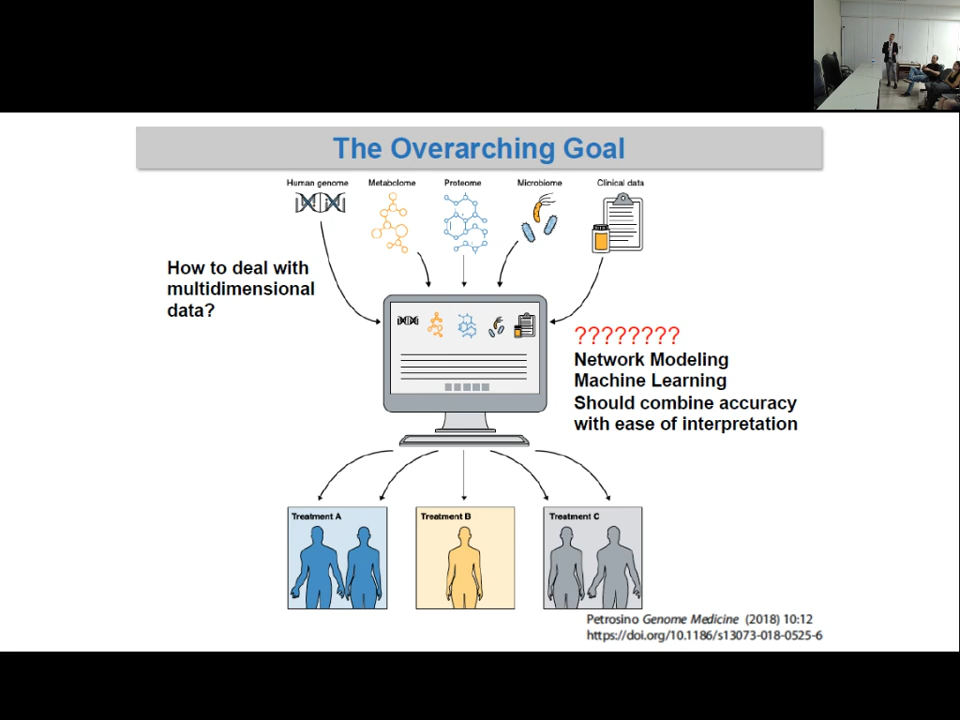 The Overarching Goal
Human genome
Metabolome
Proteome
Microbiome
Clinical data
How to deal with
multidimensional
data?
????????
Network Modeling
Machine Learning
Should combine accuracy
with ease of interpretation
Treatment A
Treatment B
Treatment C
Petrosino Genome Medicine (2018) 10:12
https://doi.org/10.1186/s13073-018-0525-6